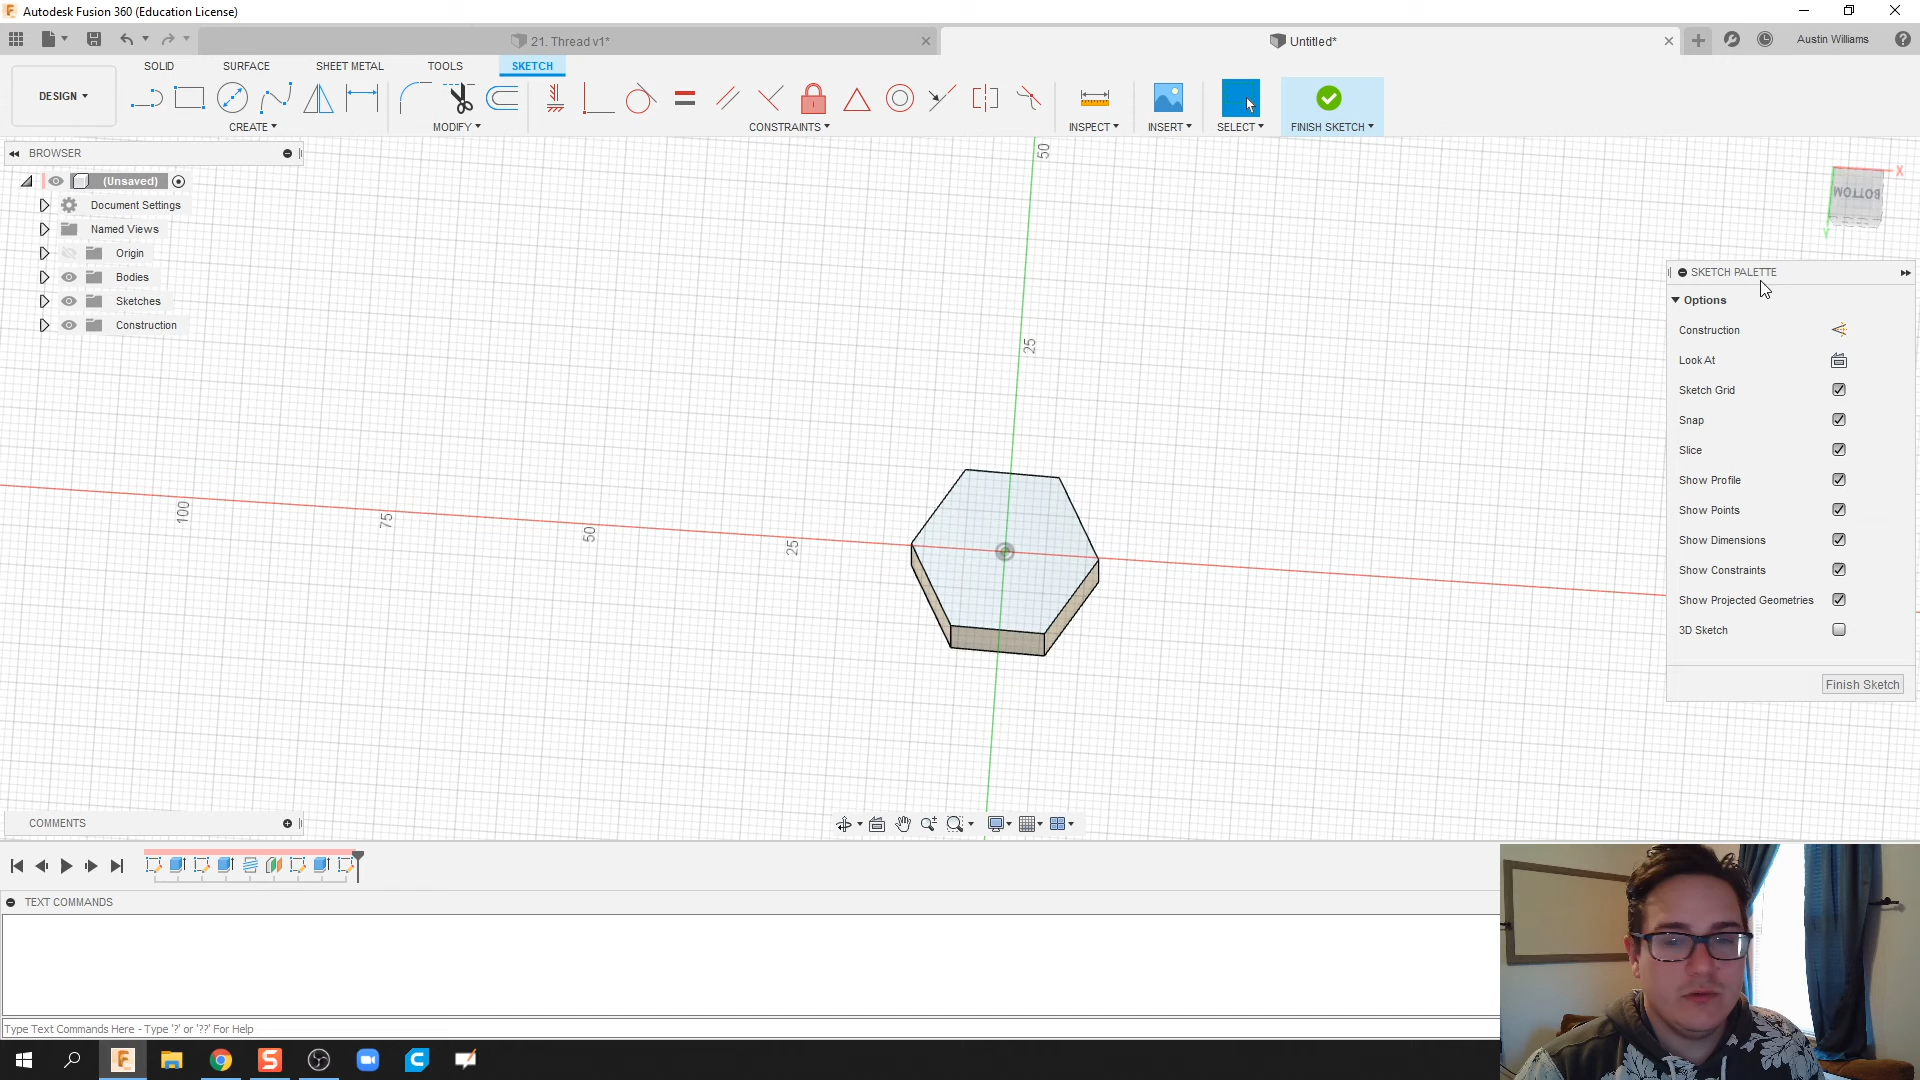 Autodesk Fusion 360 (Education License)
21. Thread v1*
Untitled*
Austin Williams
SOLID SURFACE SHEET METAL TOOLS SKETCH
DESIGN
CREATE MODIFY CONSTRAINTS INSPECT INSERT SELECT FINISH SKETCH
BROWSER
(Unsaved)
Document Settings
Named Views
Origin
Bodies
Sketches
Construction
50
25
100
75
50
25
X
BOTTOM
Y
SKETCH PALETTE
Options
Construction
Look At
Sketch Grid
Snap
Slice
Show Profile
Show Points
Show Dimensions
Show Constraints
Show Projected Geometries
3D Sketch
Finish Sketch
COMMENTS
TEXT COMMANDS
Type Text Commands Here - Type '?' or '??' For Help